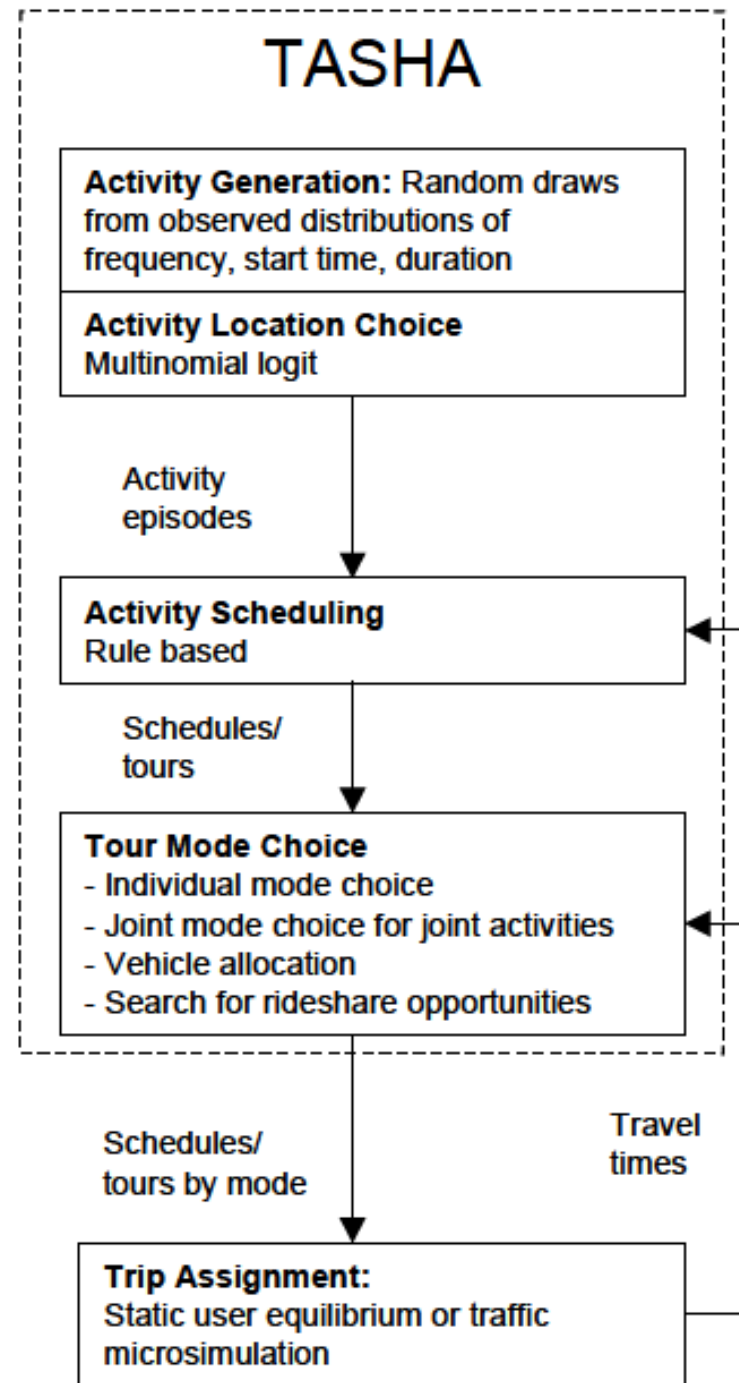 TASHA
Activity Generation: Random draws
from observed distributions of
frequency, start time, duration
Activity Location Choice
Multinomial logit
Activity
episodes
Activity Scheduling
Rule based
Schedules/
tours
Tour Mode Choice
- Individual mode choice
- Joint mode choice for joint activities
- Vehicle allocation
- Search for rideshare opportunities
Schedules/
tours by mode
Travel
times
Trip Assignment:
Static user equilibrium or traffic
microsimulation